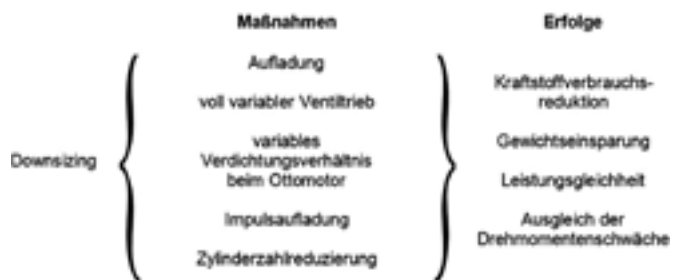 Maßnahmen
Erfolge
Downsizing
Aufladung
voll variabler Ventiltrieb
variables
Verdichtungsverhältnis
beim Ottomotor
Impulsaufladung
Zylinderzahlreduzierung
Kraftstoffverbrauchs-
reduktion
Gewichtseinsparung
Leistungsgleichheit
Ausgleich der
Drehmomentenschwäche